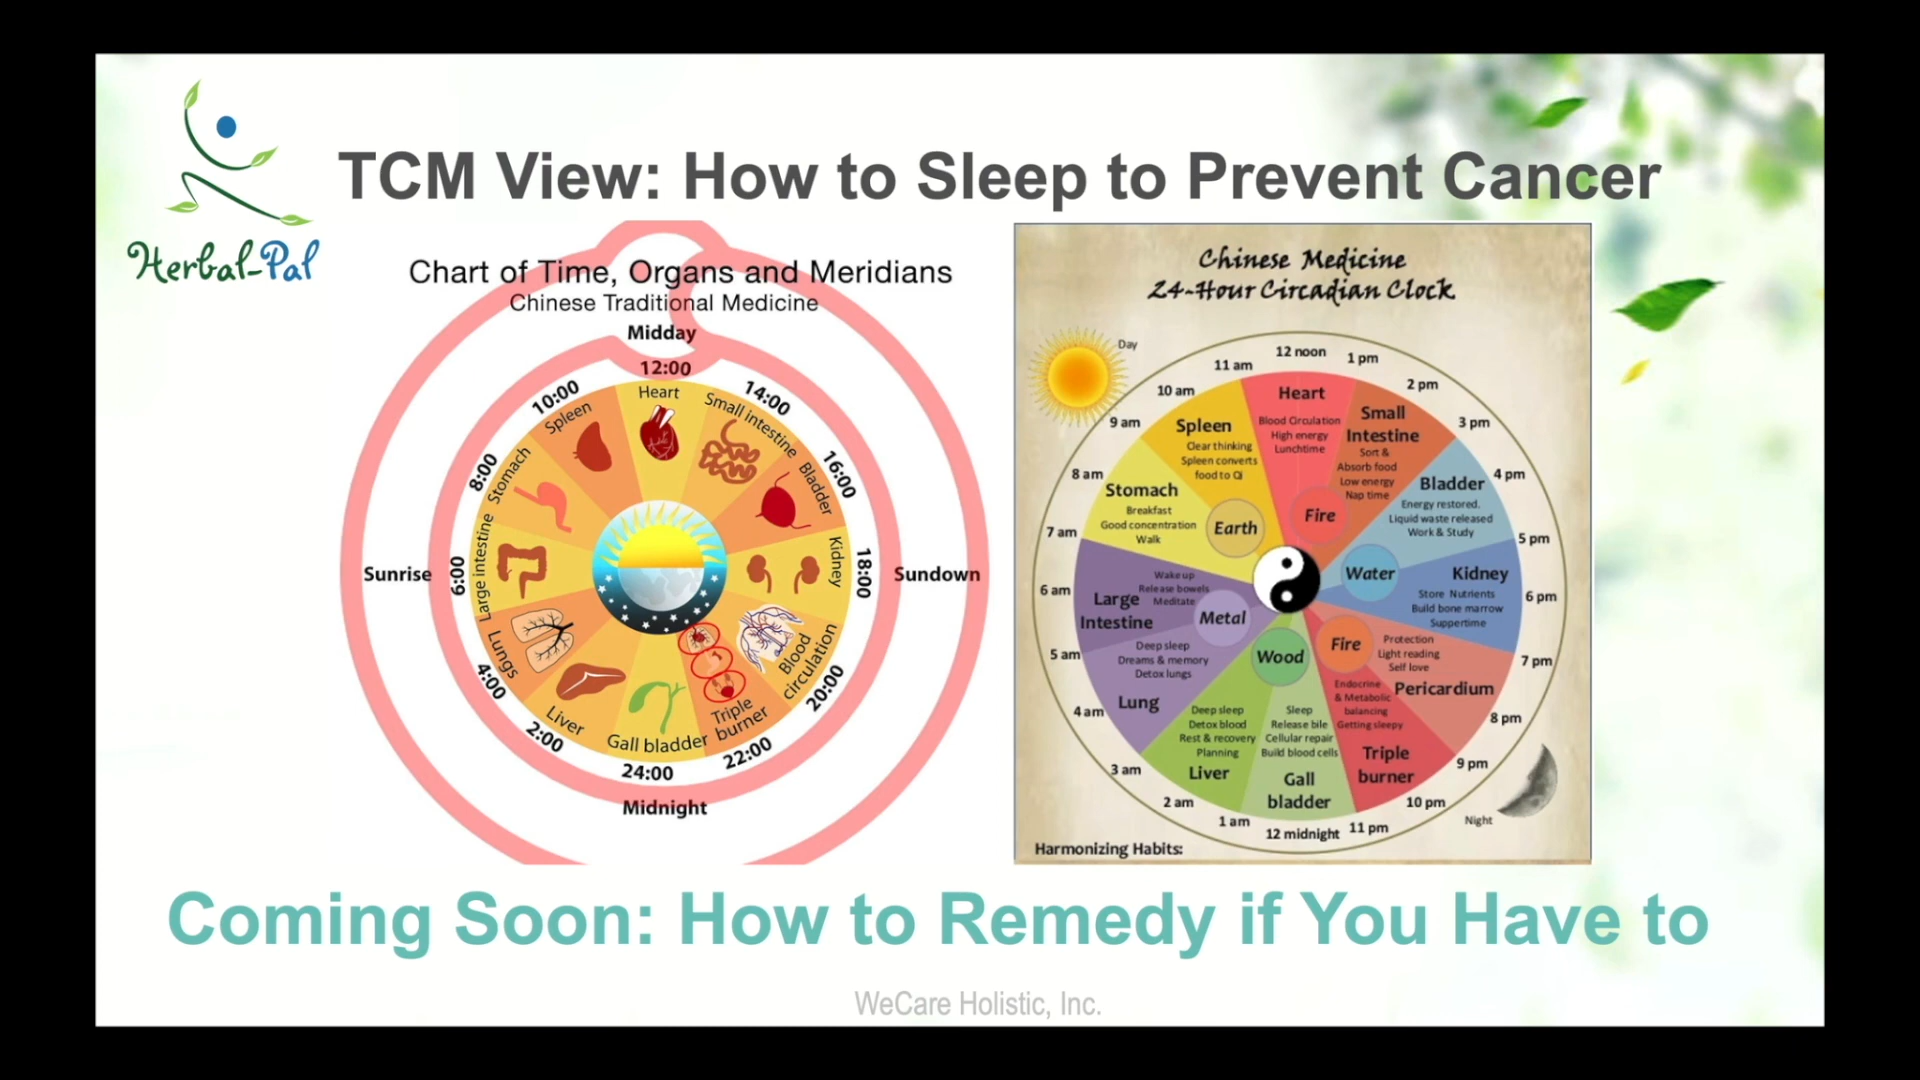 TCM View: How to Sleep to Prevent Cancer
Herbal-Pal
Chart of Time, Organs and Meridians
Chinese Traditional Medicine
Midday
12:00
Heart
14:00
Small intestine
16:00
Bladder
18:00
Kidney
Sundown
20:00
Blood
circulation
22:00
Triple
burner
24:00
Gall bladder
Midnight
2:00
Liver
4:00
Lungs
6:00
Large intestine
Sunrise
8:00
Stomach
10:00
Spleen
Chinese Medicine
24-Hour Circadian Clock
Day
12 noon
1 pm
2 pm
3 pm
4 pm
5 pm
6 pm
7 pm
8 pm
9 pm
10 pm
11 pm
12 midnight
1 am
2 am
3 am
4 am
5 am
6 am
7 am
8 am
9 am
10 am
11 am
Heart
Blood Circulation
High energy
Lunchtime
Small
Intestine
Sort &
Absorb food
Low energy
Nap time
Fire
Bladder
Energy restored.
Liquid waste released
Work & Study
Water
Kidney
Store Nutrients
Build bone marrow
Suppertime
Fire
Protection
Light reading
Self love
Pericardium
Endocrine
& Metabolic
balancing
Getting sleepy
Triple
burner
Wood
Sleep
Release bile
Cellular repair
Build blood cells
Gall
bladder
Deep sleep
Detox blood
Rest & recovery
Planning
Liver
Metal
Deep sleep
Dreams & memory
Detox lungs
Lung
Wake up
Release bowels
Meditate
Large
Intestine
Earth
Stomach
Breakfast
Good concentration
Walk
Spleen
Clear thinking
Spleen converts
food to Qi
Night
Harmonizing Habits:
Coming Soon: How to Remedy if You Have to
WeCare Holistic, Inc.